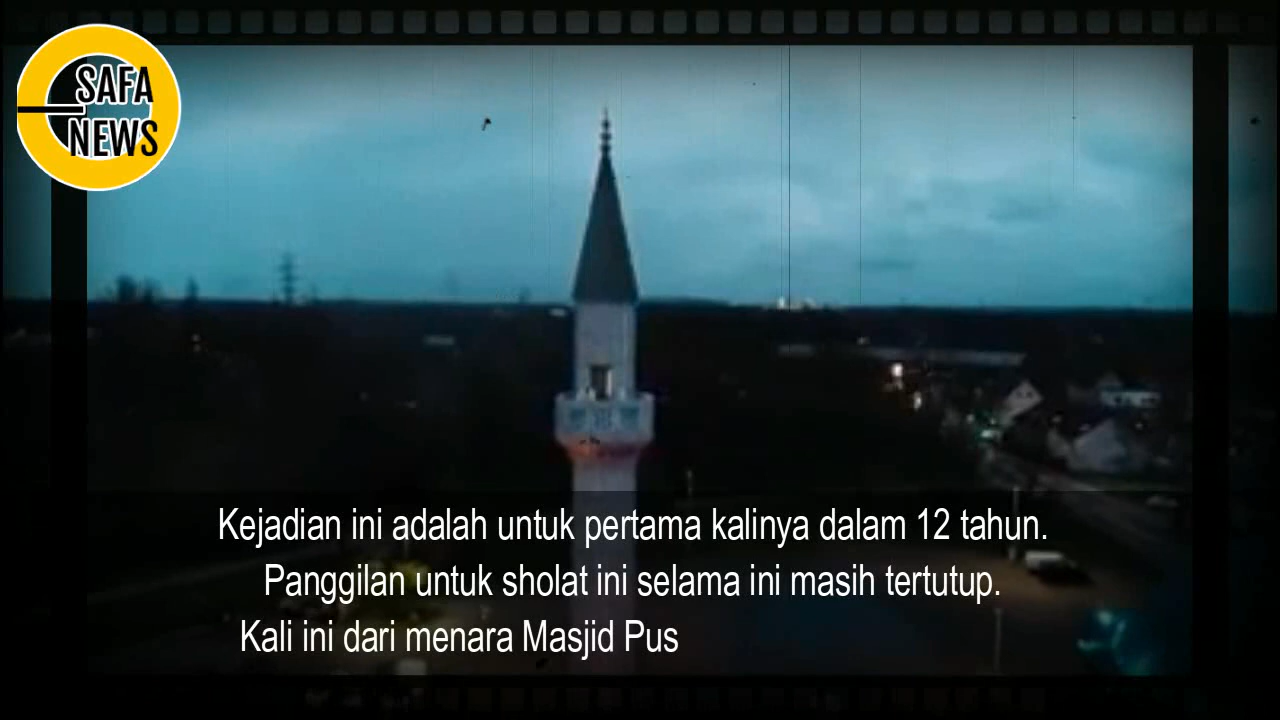 SAFA
NEWS
Kejadian ini adalah untuk pertama kalinya dalam 12 tahun.
Panggilan untuk sholat ini selama ini masih tertutup.
Kali ini dari menara Masjid Pus